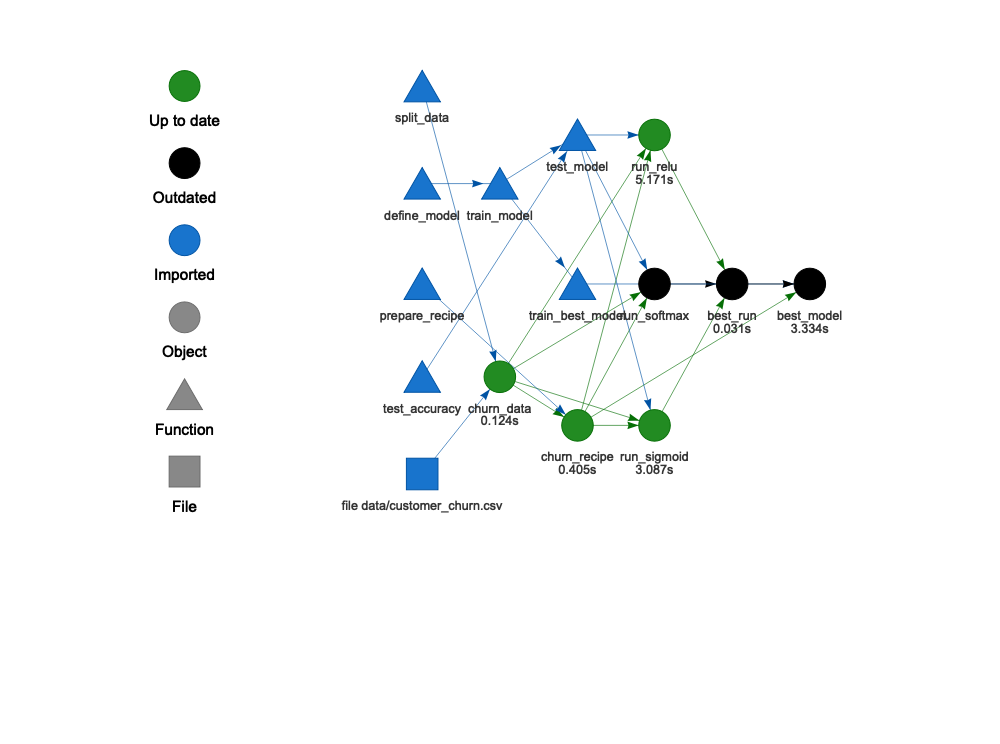 Up to date
Outdated
Imported
Object
Function
File
split_data
test_model
run_relu
5.171s
define_model
train_model
prepare_recipe
train_best_model
run_softmax
best_run
0.031s
best_model
3.334s
test_accuracy
churn_data
0.124s
churn_recipe
0.405s
run_sigmoid
3.087s
file data/customer_churn.csv